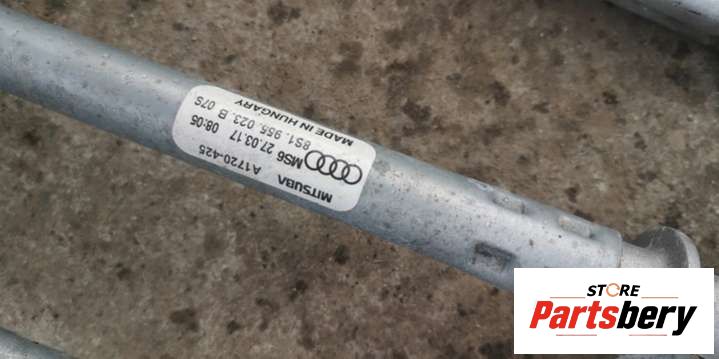 MITSUBA
A1720-425
MS6 27.03.17 08:05
8S1.955.023.B 07S
MADE IN HUNGARY
STORE
Partsbery